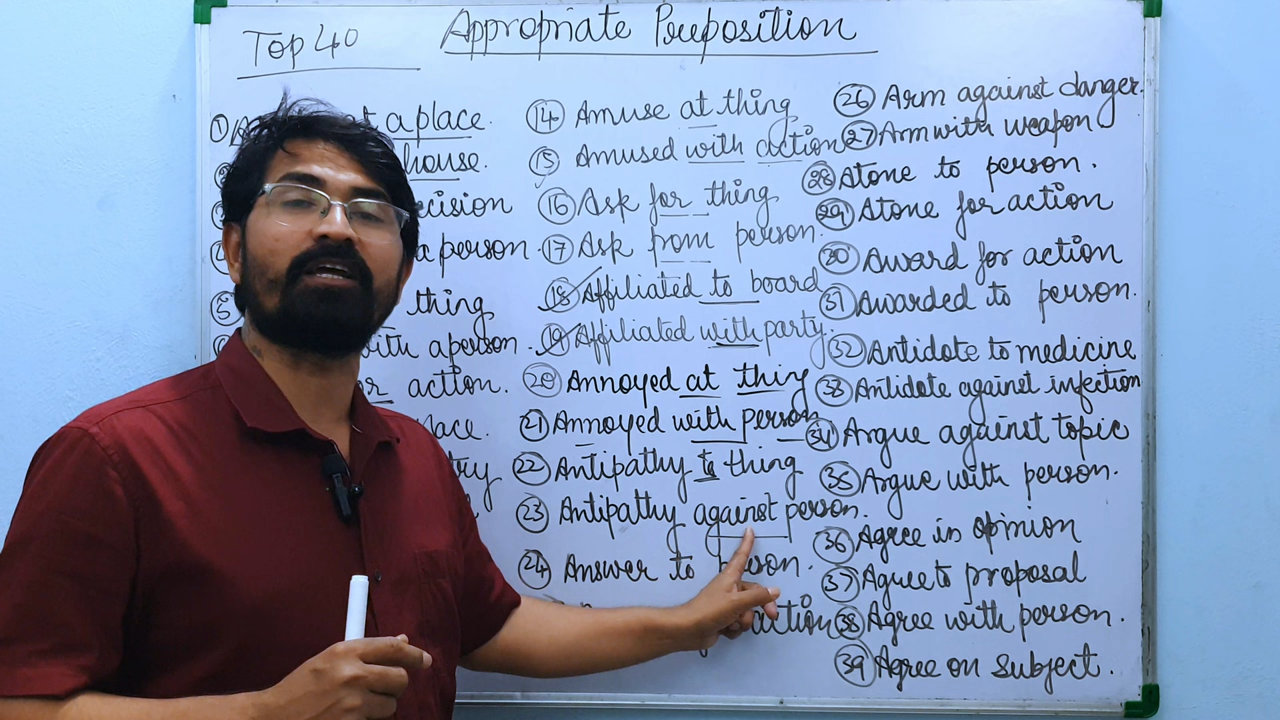 Top 40
Appropriate Preposition
① a place.
house.
decision
a person
thing
with a person.
for action.
place.
⑭ Amuse at thing
⑮ Amused with action
⑯ Ask for thing
⑰ Ask from person.
⑱ Affiliated to board
⑲ Affiliated with party.
⑳ Annoyed at thing
㉑ Annoyed with person
㉒ Antipathy to thing
㉓ Antipathy against person.
㉔ Answer to person.
action
㉖ Arm against danger.
㉗ Arm with weapon
㉘ Atone to person.
㉙ Atone for action
㉚ Award for action
㉛ Awarded to person.
㉜ Antidote to medicine
㉝ Antidote against infection
㉞ Argue against topic
㉟ Argue with person.
㊱ Agree in opinion
㊲ Agree to proposal
㊳ Agree with person.
㊴ Agree on subject.